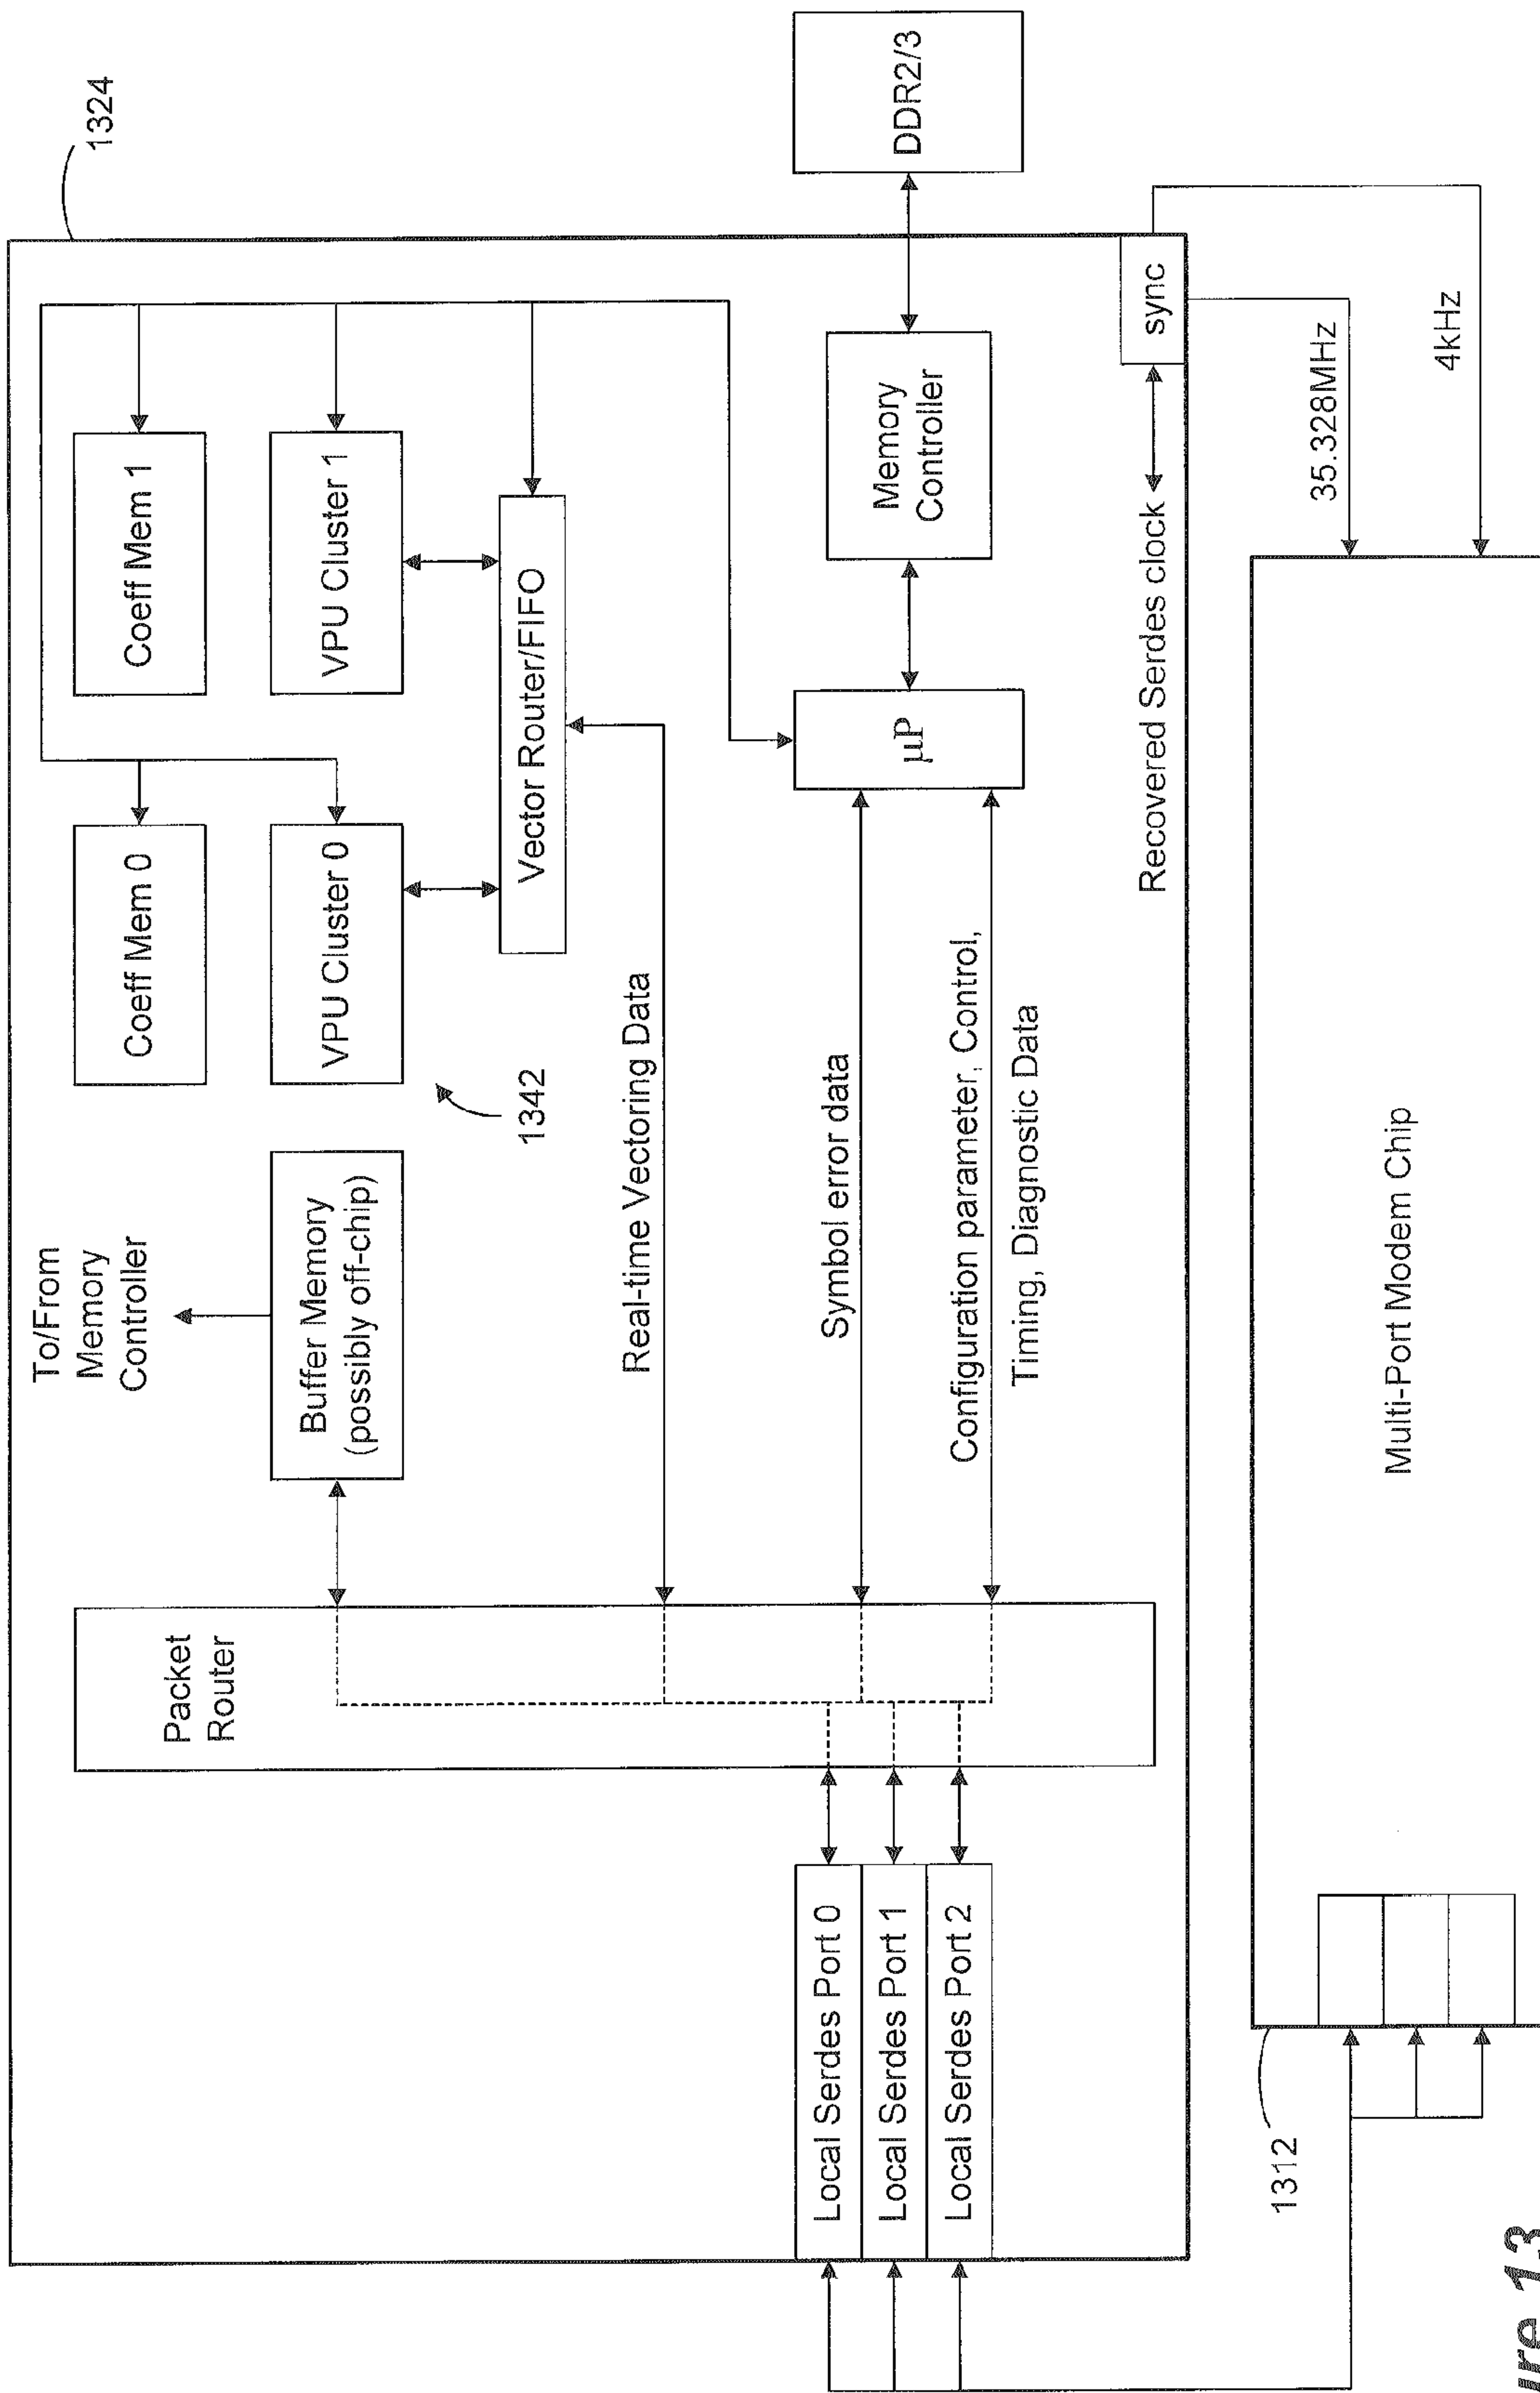 1324
To/From
Memory
Controller
Coeff Mem 0
Coeff Mem 1
Packet
Router
Buffer Memory
(possibly off-chip)
VPU Cluster 0
VPU Cluster 1
1342
Vector Router/FIFO
Real-time Vectoring Data
Local Serdes Port 0
Local Serdes Port 1
Local Serdes Port 2
Symbol error data
Configuration parameter, Control,
Timing, Diagnostic Data
µP
Memory
Controller
DDR2/3
Recovered Serdes clock
sync
35.328MHz
4kHz
1312
Multi-Port Modem Chip
ure 13